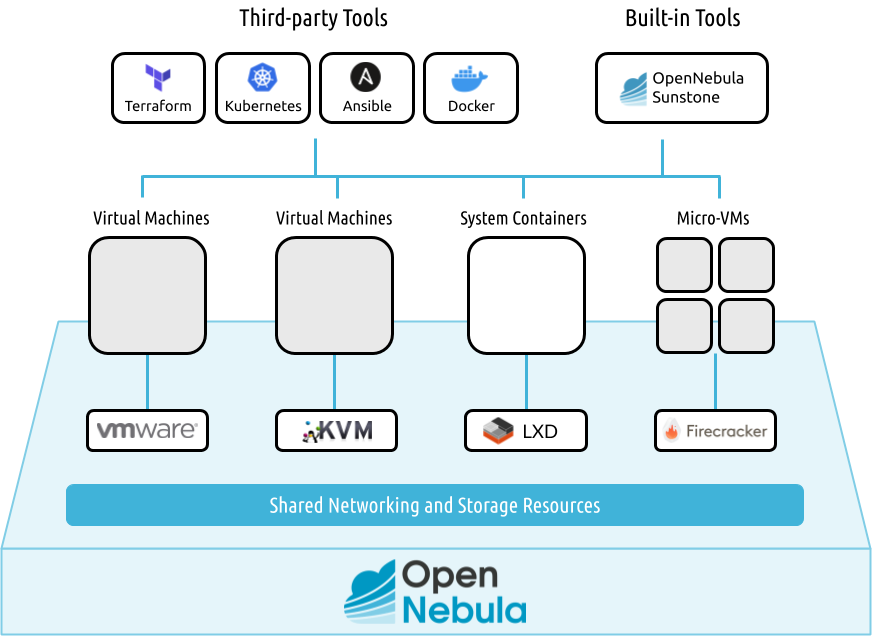 Third-party Tools
Built-in Tools
Terraform
Kubernetes
Ansible
Docker
OpenNebula
Sunstone
Virtual Machines
Virtual Machines
System Containers
Micro-VMs
vmware
KVM
LXD
Firecracker
Shared Networking and Storage Resources
Open
Nebula